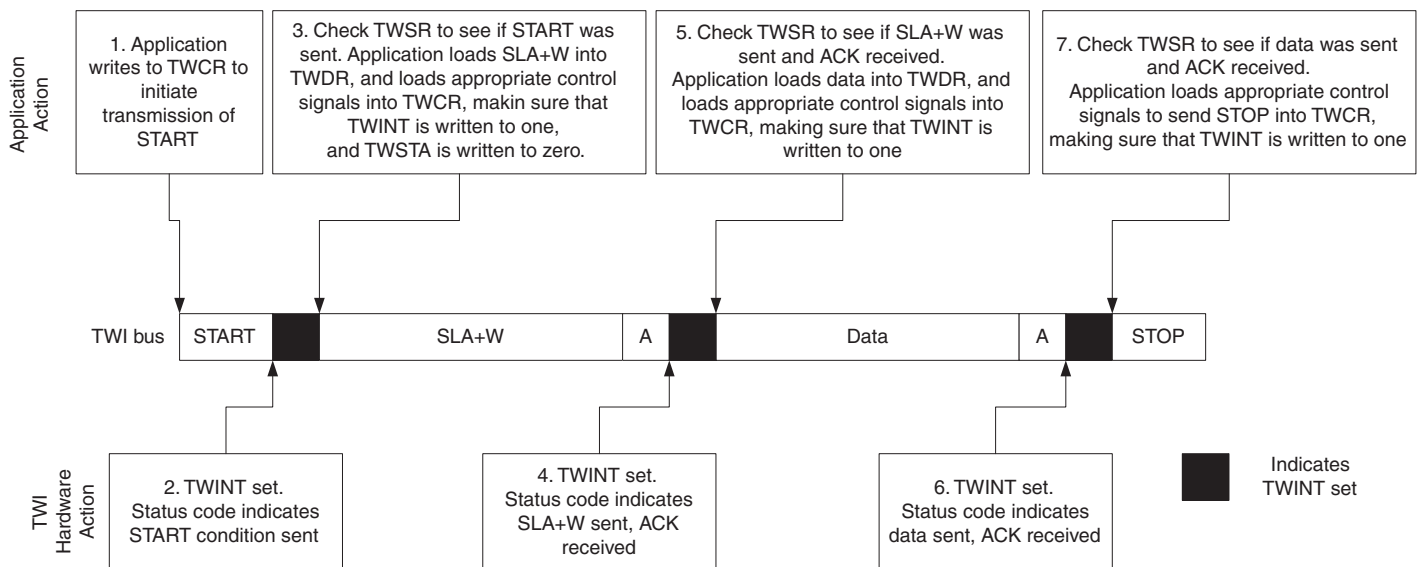 Application
Action
1. Application
writes to TWCR to
initiate
transmission of
START
3. Check TWSR to see if START was
sent. Application loads SLA+W into
TWDR, and loads appropriate control
signals into TWCR, makin sure that
TWINT is written to one,
and TWSTA is written to zero.
5. Check TWSR to see if SLA+W was
sent and ACK received.
Application loads data into TWDR, and
loads appropriate control signals into
TWCR, making sure that TWINT is
written to one
7. Check TWSR to see if data was sent
and ACK received.
Application loads appropriate control
signals to send STOP into TWCR,
making sure that TWINT is written to one
TWI bus
START
SLA+W
A
Data
A
STOP
TWI
Hardware
Action
2. TWINT set.
Status code indicates
START condition sent
4. TWINT set.
Status code indicates
SLA+W sent, ACK
received
6. TWINT set.
Status code indicates
data sent, ACK received
Indicates
TWINT set